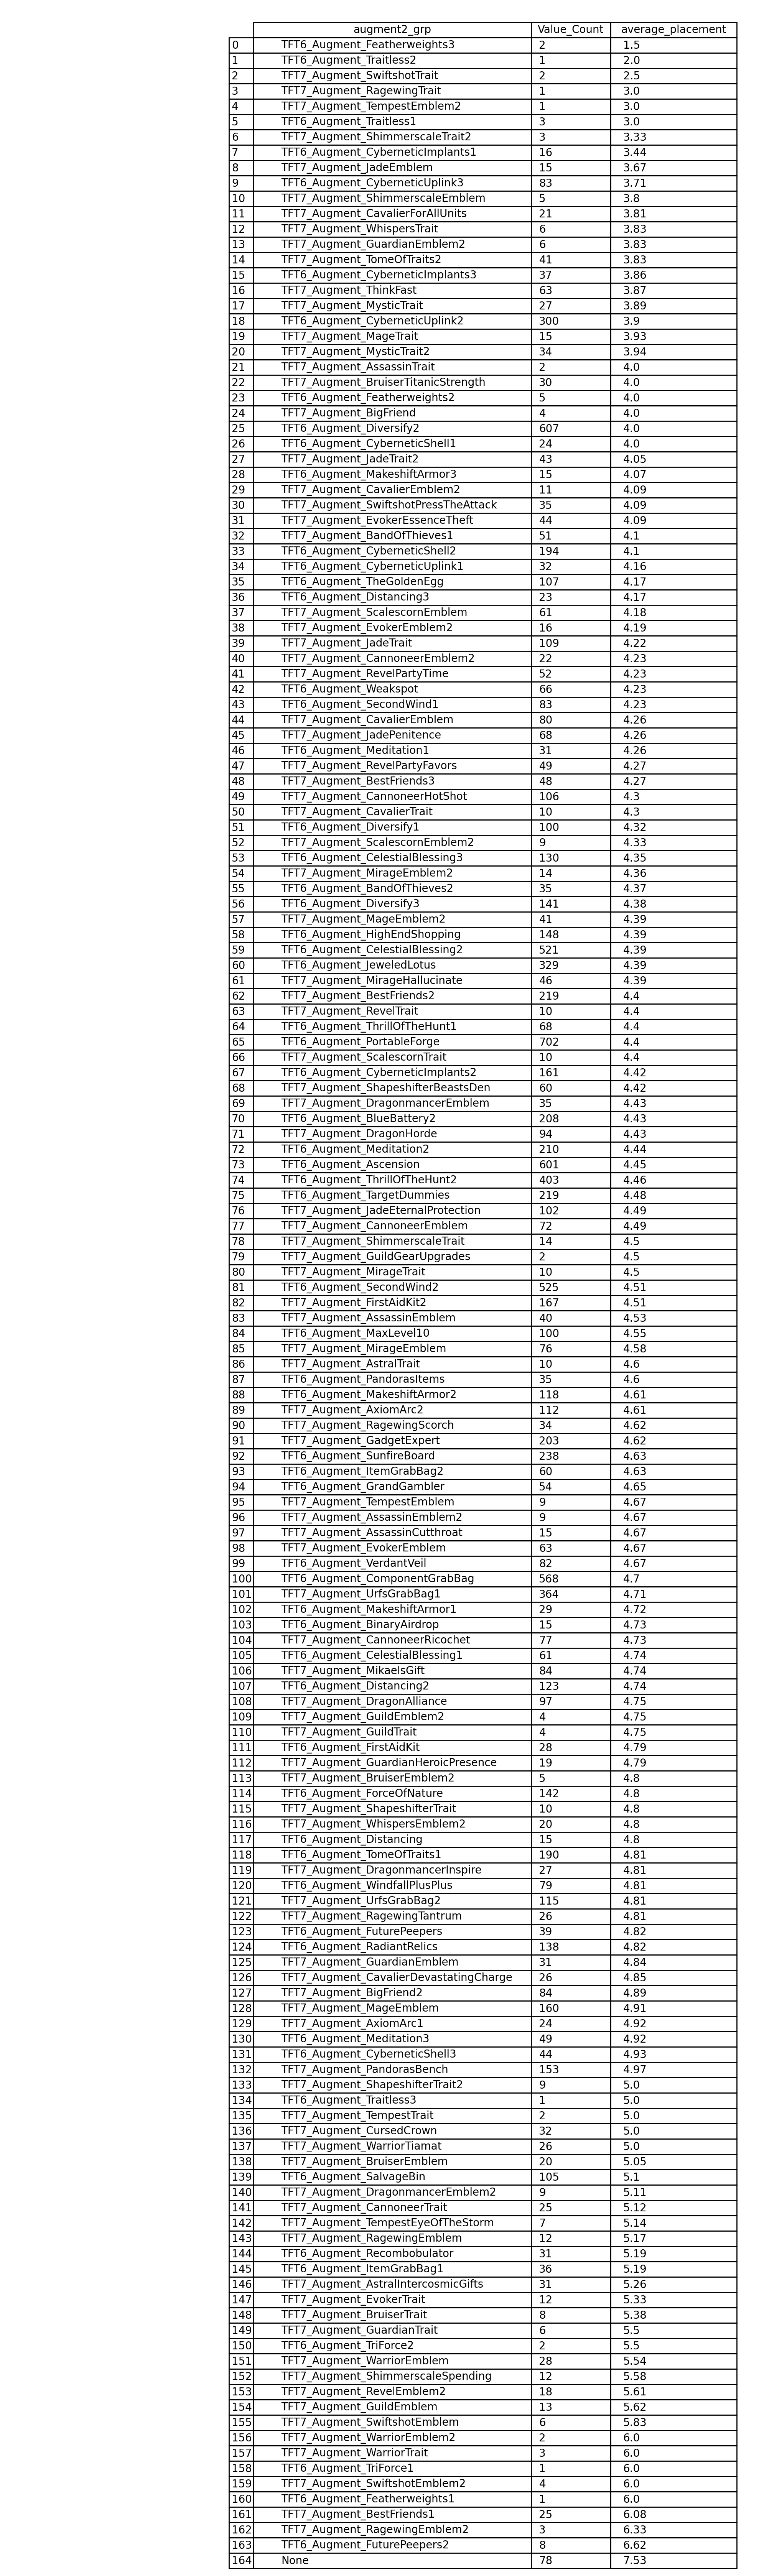 augment2_grp Value_Count average_placement
0 TFT6_Augment_Featherweights3 2 1.5
1 TFT6_Augment_Traitless2 1 2.0
2 TFT7_Augment_SwiftshotTrait 2 2.5
3 TFT7_Augment_RagewingTrait 1 3.0
4 TFT7_Augment_TempestEmblem2 1 3.0
5 TFT6_Augment_Traitless1 3 3.0
6 TFT7_Augment_ShimmerscaleTrait2 3 3.33
7 TFT6_Augment_CyberneticImplants1 16 3.44
8 TFT7_Augment_JadeEmblem 15 3.67
9 TFT6_Augment_CyberneticUplink3 83 3.71
10 TFT7_Augment_ShimmerscaleEmblem 5 3.8
11 TFT7_Augment_CavalierForAllUnits 21 3.81
12 TFT7_Augment_WhispersTrait 6 3.83
13 TFT7_Augment_GuardianEmblem2 6 3.83
14 TFT7_Augment_TomeOfTraits2 41 3.83
15 TFT6_Augment_CyberneticImplants3 37 3.86
16 TFT7_Augment_ThinkFast 63 3.87
17 TFT7_Augment_MysticTrait 27 3.89
18 TFT6_Augment_CyberneticUplink2 300 3.9
19 TFT7_Augment_MageTrait 15 3.93
20 TFT7_Augment_MysticTrait2 34 3.94
21 TFT7_Augment_AssassinTrait 2 4.0
22 TFT7_Augment_BruiserTitanicStrength 30 4.0
23 TFT6_Augment_Featherweights2 5 4.0
24 TFT7_Augment_BigFriend 4 4.0
25 TFT6_Augment_Diversify2 607 4.0
26 TFT6_Augment_CyberneticShell1 24 4.0
27 TFT7_Augment_JadeTrait2 43 4.05
28 TFT6_Augment_MakeshiftArmor3 15 4.07
29 TFT7_Augment_CavalierEmblem2 11 4.09
30 TFT7_Augment_SwiftshotPressTheAttack 35 4.09
31 TFT7_Augment_EvokerEssenceTheft 44 4.09
32 TFT7_Augment_BandOfThieves1 51 4.1
33 TFT6_Augment_CyberneticShell2 194 4.1
34 TFT6_Augment_CyberneticUplink1 32 4.16
35 TFT6_Augment_TheGoldenEgg 107 4.17
36 TFT6_Augment_Distancing3 23 4.17
37 TFT7_Augment_ScalescornEmblem 61 4.18
38 TFT7_Augment_EvokerEmblem2 16 4.19
39 TFT7_Augment_JadeTrait 109 4.22
40 TFT7_Augment_CannoneerEmblem2 22 4.23
41 TFT7_Augment_RevelPartyTime 52 4.23
42 TFT6_Augment_Weakspot 66 4.23
43 TFT6_Augment_SecondWind1 83 4.23
44 TFT7_Augment_CavalierEmblem 80 4.26
45 TFT7_Augment_JadePenitence 68 4.26
46 TFT6_Augment_Meditation1 31 4.26
47 TFT7_Augment_RevelPartyFavors 49 4.27
48 TFT7_Augment_BestFriends3 48 4.27
49 TFT7_Augment_CannoneerHotShot 106 4.3
50 TFT7_Augment_CavalierTrait 10 4.3
51 TFT6_Augment_Diversify1 100 4.32
52 TFT7_Augment_ScalescornEmblem2 9 4.33
53 TFT6_Augment_CelestialBlessing3 130 4.35
54 TFT7_Augment_MirageEmblem2 14 4.36
55 TFT6_Augment_BandOfThieves2 35 4.37
56 TFT6_Augment_Diversify3 141 4.38
57 TFT7_Augment_MageEmblem2 41 4.39
58 TFT6_Augment_HighEndShopping 148 4.39
59 TFT6_Augment_CelestialBlessing2 521 4.39
60 TFT6_Augment_JeweledLotus 329 4.39
61 TFT7_Augment_MirageHallucinate 46 4.39
62 TFT7_Augment_BestFriends2 219 4.4
63 TFT7_Augment_RevelTrait 10 4.4
64 TFT6_Augment_ThrillOfTheHunt1 68 4.4
65 TFT6_Augment_PortableForge 702 4.4
66 TFT7_Augment_ScalescornTrait 10 4.4
67 TFT6_Augment_CyberneticImplants2 161 4.42
68 TFT7_Augment_ShapeshifterBeastsDen 60 4.42
69 TFT7_Augment_DragonmancerEmblem 35 4.43
70 TFT6_Augment_BlueBattery2 208 4.43
71 TFT7_Augment_DragonHorde 94 4.43
72 TFT6_Augment_Meditation2 210 4.44
73 TFT6_Augment_Ascension 601 4.45
74 TFT6_Augment_ThrillOfTheHunt2 403 4.46
75 TFT6_Augment_TargetDummies 219 4.48
76 TFT7_Augment_JadeEternalProtection 102 4.49
77 TFT7_Augment_CannoneerEmblem 72 4.49
78 TFT7_Augment_ShimmerscaleTrait 14 4.5
79 TFT7_Augment_GuildGearUpgrades 2 4.5
80 TFT7_Augment_MirageTrait 10 4.5
81 TFT6_Augment_SecondWind2 525 4.51
82 TFT7_Augment_FirstAidKit2 167 4.51
83 TFT7_Augment_AssassinEmblem 40 4.53
84 TFT6_Augment_MaxLevel10 100 4.55
85 TFT7_Augment_MirageEmblem 76 4.58
86 TFT7_Augment_AstralTrait 10 4.6
87 TFT6_Augment_PandorasItems 35 4.6
88 TFT6_Augment_MakeshiftArmor2 118 4.61
89 TFT7_Augment_AxiomArc2 112 4.61
90 TFT7_Augment_RagewingScorch 34 4.62
91 TFT7_Augment_GadgetExpert 203 4.62
92 TFT6_Augment_SunfireBoard 238 4.63
93 TFT6_Augment_ItemGrabBag2 60 4.63
94 TFT6_Augment_GrandGambler 54 4.65
95 TFT7_Augment_TempestEmblem 9 4.67
96 TFT7_Augment_AssassinEmblem2 9 4.67
97 TFT7_Augment_AssassinCutthroat 15 4.67
98 TFT7_Augment_EvokerEmblem 63 4.67
99 TFT6_Augment_VerdantVeil 82 4.67
100 TFT6_Augment_ComponentGrabBag 568 4.7
101 TFT7_Augment_UrfsGrabBag1 364 4.71
102 TFT6_Augment_MakeshiftArmor1 29 4.72
103 TFT6_Augment_BinaryAirdrop 15 4.73
104 TFT7_Augment_CannoneerRicochet 77 4.73
105 TFT6_Augment_CelestialBlessing1 61 4.74
106 TFT7_Augment_MikaelsGift 84 4.74
107 TFT6_Augment_Distancing2 123 4.74
108 TFT7_Augment_DragonAlliance 97 4.75
109 TFT7_Augment_GuildEmblem2 4 4.75
110 TFT7_Augment_GuildTrait 4 4.75
111 TFT6_Augment_FirstAidKit 28 4.79
112 TFT7_Augment_GuardianHeroicPresence 19 4.79
113 TFT7_Augment_BruiserEmblem2 5 4.8
114 TFT6_Augment_ForceOfNature 142 4.8
115 TFT7_Augment_ShapeshifterTrait 10 4.8
116 TFT7_Augment_WhispersEmblem2 20 4.8
117 TFT6_Augment_Distancing 15 4.8
118 TFT6_Augment_TomeOfTraits1 190 4.81
119 TFT7_Augment_DragonmancerInspire 27 4.81
120 TFT6_Augment_WindfallPlusPlus 79 4.81
121 TFT7_Augment_UrfsGrabBag2 115 4.81
122 TFT7_Augment_RagewingTantrum 26 4.81
123 TFT7_Augment_FuturePeepers 39 4.82
124 TFT6_Augment_RadiantRelics 138 4.82
125 TFT7_Augment_GuardianEmblem 31 4.84
126 TFT7_Augment_CavalierDevastatingCharge 26 4.85
127 TFT7_Augment_BigFriend2 84 4.89
128 TFT7_Augment_MageEmblem 160 4.91
129 TFT7_Augment_AxiomArc1 24 4.92
130 TFT6_Augment_Meditation3 49 4.92
131 TFT6_Augment_CyberneticShell3 44 4.93
132 TFT7_Augment_PandorasBench 153 4.97
133 TFT7_Augment_ShapeshifterTrait2 9 5.0
134 TFT6_Augment_Traitless3 1 5.0
135 TFT7_Augment_TempestTrait 2 5.0
136 TFT7_Augment_CursedCrown 32 5.0
137 TFT7_Augment_WarriorTiamat 26 5.0
138 TFT7_Augment_BruiserEmblem 20 5.05
139 TFT6_Augment_SalvageBin 105 5.1
140 TFT7_Augment_DragonmancerEmblem2 9 5.11
141 TFT7_Augment_CannoneerTrait 25 5.12
142 TFT7_Augment_TempestEyeOfTheStorm 7 5.14
143 TFT7_Augment_RagewingEmblem 12 5.17
144 TFT6_Augment_Recombobulator 31 5.19
145 TFT6_Augment_ItemGrabBag1 36 5.19
146 TFT7_Augment_AstralIntercosmicGifts 31 5.26
147 TFT7_Augment_EvokerTrait 12 5.33
148 TFT7_Augment_BruiserTrait 8 5.38
149 TFT7_Augment_GuardianTrait 6 5.5
150 TFT6_Augment_TriForce2 2 5.5
151 TFT7_Augment_WarriorEmblem 28 5.54
152 TFT7_Augment_ShimmerscaleSpending 12 5.58
153 TFT7_Augment_RevelEmblem2 18 5.61
154 TFT7_Augment_GuildEmblem 13 5.62
155 TFT7_Augment_SwiftshotEmblem 6 5.83
156 TFT7_Augment_WarriorEmblem2 2 6.0
157 TFT7_Augment_WarriorTrait 3 6.0
158 TFT6_Augment_TriForce1 1 6.0
159 TFT7_Augment_SwiftshotEmblem2 4 6.0
160 TFT6_Augment_Featherweights1 1 6.0
161 TFT7_Augment_BestFriends1 25 6.08
162 TFT7_Augment_RagewingEmblem2 3 6.33
163 TFT7_Augment_FuturePeepers2 8 6.62
164 None 78 7.53